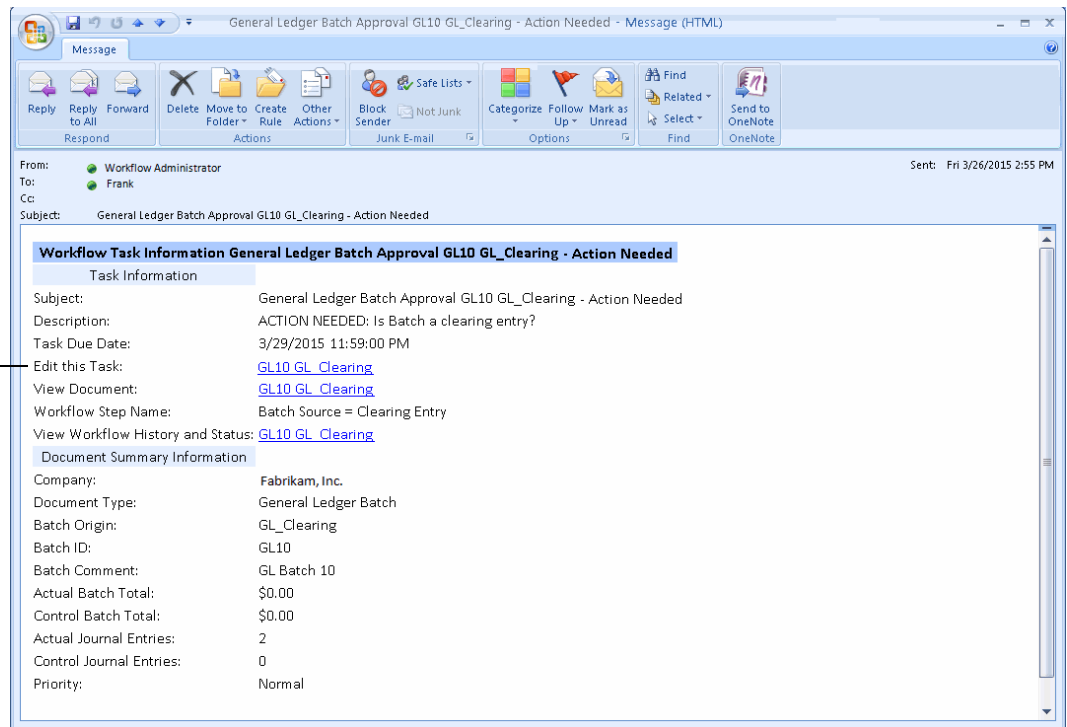 General Ledger Batch Approval GL10 GL_Clearing - Action Needed - Message (HTML)
Message
Reply
Reply to All
Forward
Delete
Move to Folder
Create Rule
Other Actions
Block Sender
Safe Lists
Not Junk
Categorize
Follow Up
Mark as Unread
Find
Related
Select
Send to OneNote
Respond
Actions
Junk E-mail
Options
Find
OneNote
From: Workflow Administrator Sent: Fri 3/26/2015 2:55 PM
To: Frank
Cc:
Subject: General Ledger Batch Approval GL10 GL_Clearing - Action Needed
Workflow Task Information General Ledger Batch Approval GL10 GL_Clearing - Action Needed
Task Information
Subject: General Ledger Batch Approval GL10 GL_Clearing - Action Needed
Description: ACTION NEEDED: Is Batch a clearing entry?
Task Due Date: 3/29/2015 11:59:00 PM
Edit this Task: GL10 GL_Clearing
View Document: GL10 GL_Clearing
Workflow Step Name: Batch Source = Clearing Entry
View Workflow History and Status: GL10 GL_Clearing
Document Summary Information
Company: Fabrikam, Inc.
Document Type: General Ledger Batch
Batch Origin: GL_Clearing
Batch ID: GL10
Batch Comment: GL Batch 10
Actual Batch Total: $0.00
Control Batch Total: $0.00
Actual Journal Entries: 2
Control Journal Entries: 0
Priority: Normal